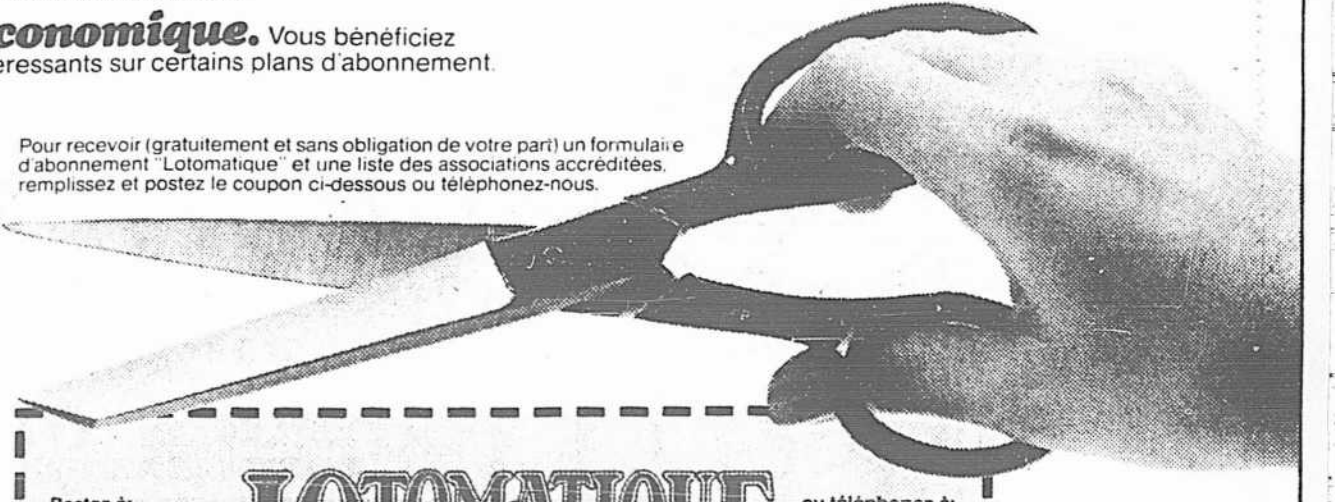 conomique. Vous bénéficiez
éressants sur certains plans d'abonnement.
Pour recevoir (gratuitement et sans obligation de votre part) un formulaire
d'abonnement "Lotomatique" et une liste des associations accréditées,
remplissez et postez le coupon ci-dessous ou téléphonez-nous.
LOTOMATIQUE
Postez à: ou téléphonez à: